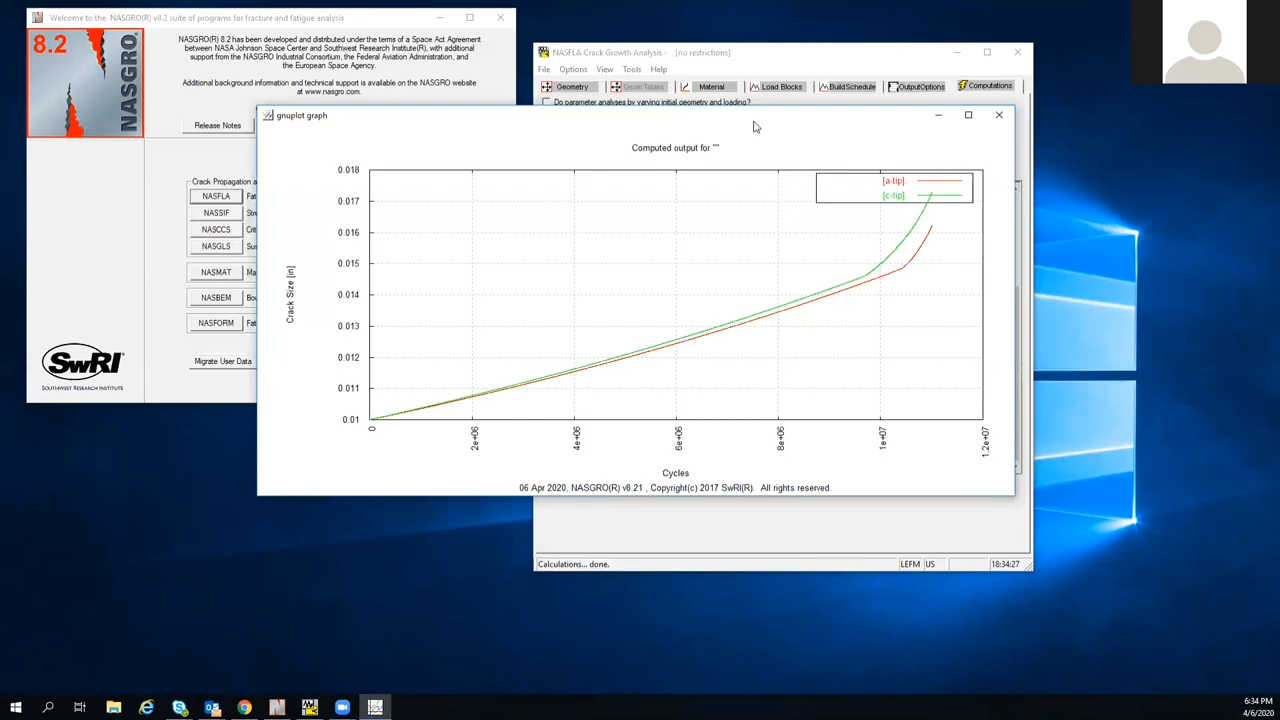 Welcome to the NASGRO(R) v8.2 suite of programs for fracture and fatigue analysis
8.2
NASGRO
NASGRO(R) 8.2 has been developed and distributed under the terms of a Space Act Agreement
between NASA Johnson Space Center and Southwest Research Institute(R), with additional
support from the NASGRO Industrial Consortium, the Federal Aviation Administration, and
the European Space Agency.
Additional background information and technical support is available on the NASGRO website
at www.nasgro.com.
Release Notes
Crack Propagation a
NASFLA
Fat
NASSIF
Stre
NASCCS
Crit
NASGLS
Sus
NASMAT
Ma
NASBEM
Bou
NASFORM
Fat
Migrate User Data
SwRI
SOUTHWEST RESEARCH INSTITUTE
NASFLA Crack Growth Analysis - [no restrictions]
File Options View Tools Help
Geometry Geom Tables Material Load Blocks BuildSchedule OutputOptions Computations
Do parameter analyses by varying initial geometry and loading?
gnuplot graph
Computed output for ""
[a-tip].
[c-tip].
0.018
0.017
0.016
0.015
0.014
0.013
0.012
0.011
0.01
Crack Size [in]
0
2e+06
4e+06
6e+06
8e+06
1e+07
1.2e+07
Cycles
06 Apr 2020, NASGRO(R) v8.21 , Copyright(c) 2017 SwRI(R). All rights reserved.
Calculations... done.
LEFM
US
18:34:27
6:34 PM
4/6/2020